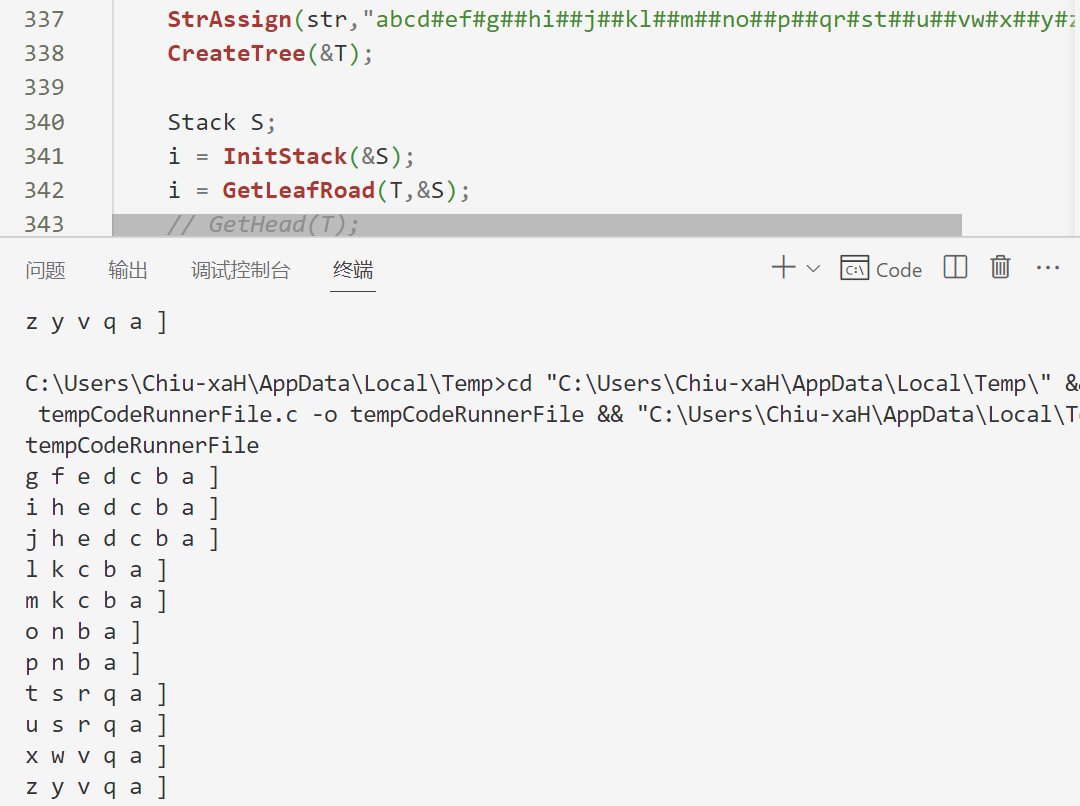 337 StrAssign(str,"abcd#ef#g##hi##j##kl##m##no##p##qr#st##u##vw#x##y#z
338 CreateTree(&T);
339
340 Stack S;
341 i = InitStack(&S);
342 i = GetLeafRoad(T,&S);
343 // GetHead(T);
问题 输出 调试控制台 终端 Code
z y v q a ]
C:\Users\Chiu-xaH\AppData\Local\Temp>cd "C:\Users\Chiu-xaH\AppData\Local\Temp\" &&
tempCodeRunnerFile.c -o tempCodeRunnerFile && "C:\Users\Chiu-xaH\AppData\Local\T
tempCodeRunnerFile
g f e d c b a ]
i h e d c b a ]
j h e d c b a ]
l k c b a ]
m k c b a ]
o n b a ]
p n b a ]
t s r q a ]
u s r q a ]
x w v q a ]
z y v q a ]